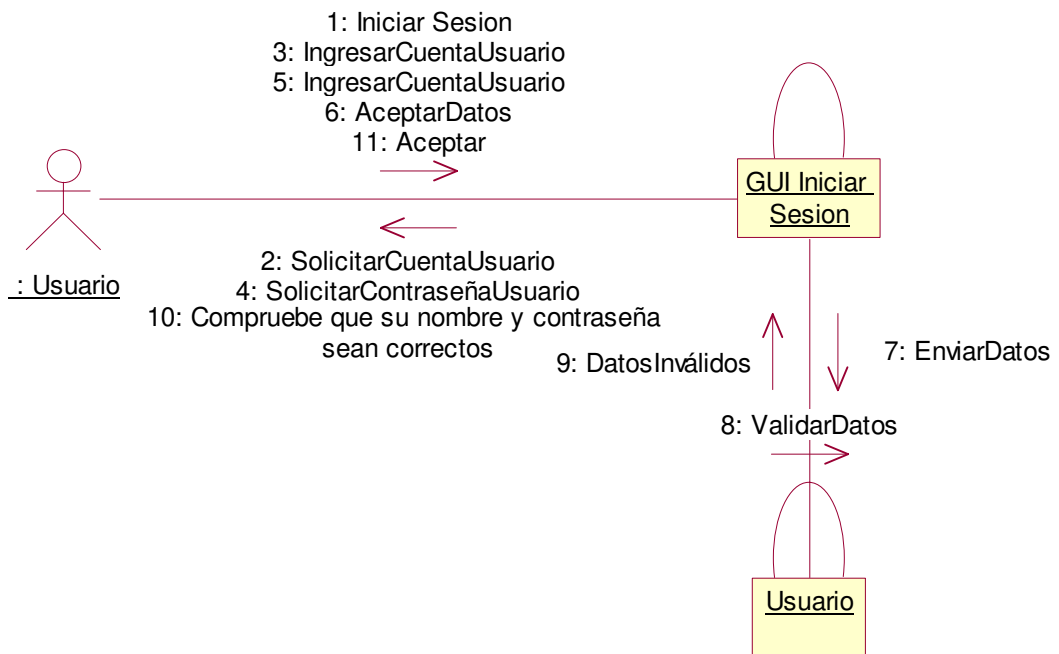 1: Iniciar Sesion
3: IngresarCuentaUsuario
5: IngresarCuentaUsuario
6: AceptarDatos
11: Aceptar
GUI Iniciar
Sesion
: Usuario
2: SolicitarCuentaUsuario
4: SolicitarContraseñaUsuario
10: Compruebe que su nombre y contraseña
sean correctos
9: DatosInválidos
7: EnviarDatos
8: ValidarDatos
Usuario